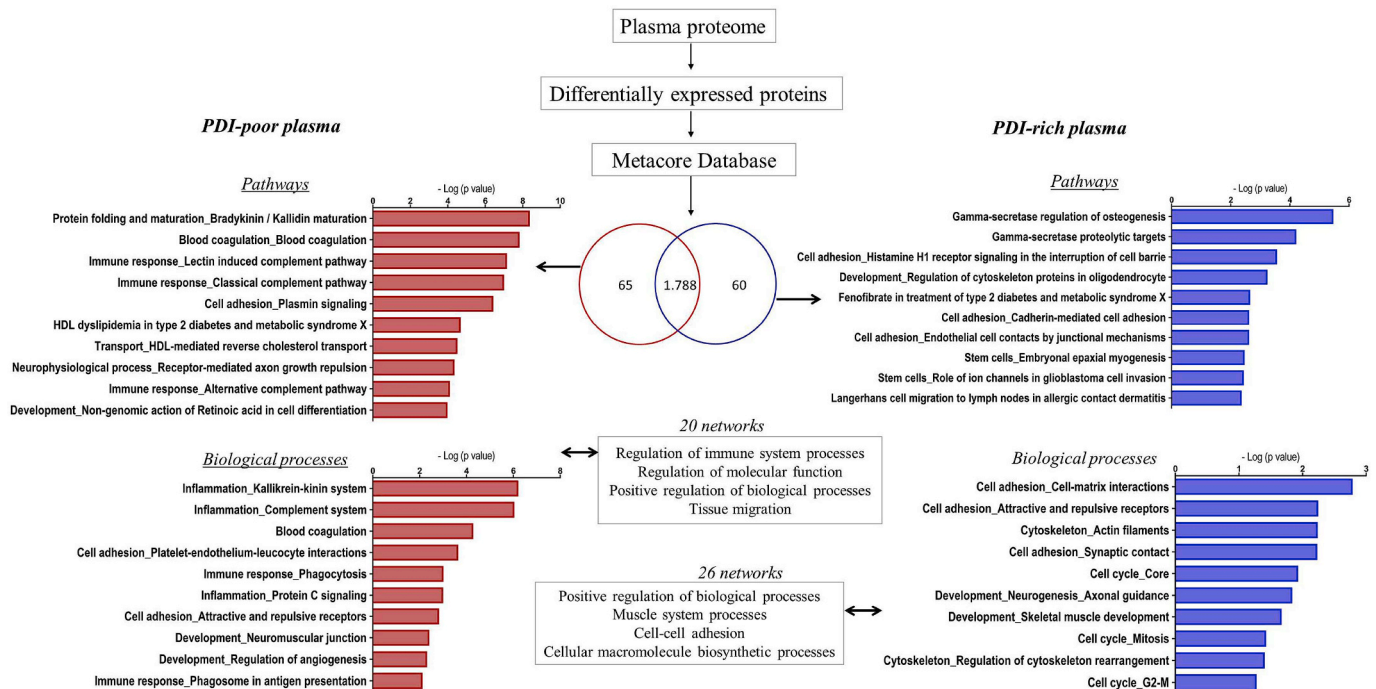 Plasma proteome
Differentially expressed proteins
Metacore Database
65
1.788
60
PDI-poor plasma
Pathways
- Log (p value)
0 2 4 6 8 10
Protein folding and maturation_Bradykinin / Kallidin maturation
Blood coagulation_Blood coagulation
Immune response_Lectin induced complement pathway
Immune response_Classical complement pathway
Cell adhesion_Plasmin signaling
HDL dyslipidemia in type 2 diabetes and metabolic syndrome X
Transport_HDL-mediated reverse cholesterol transport
Neurophysiological process_Receptor-mediated axon growth repulsion
Immune response_Alternative complement pathway
Development_Non-genomic action of Retinoic acid in cell differentiation
Biological processes
- Log (p value)
0 2 4 6 8
Inflammation_Kallikrein-kinin system
Inflammation_Complement system
Blood coagulation
Cell adhesion_Platelet-endothelium-leucocyte interactions
Immune response_Phagocytosis
Inflammation_Protein C signaling
Cell adhesion_Attractive and repulsive receptors
Development_Neuromuscular junction
Development_Regulation of angiogenesis
Immune response_Phagosome in antigen presentation
20 networks
Regulation of immune system processes
Regulation of molecular function
Positive regulation of biological processes
Tissue migration
26 networks
Positive regulation of biological processes
Muscle system processes
Cell-cell adhesion
Cellular macromolecule biosynthetic processes
PDI-rich plasma
Pathways
- Log (p value)
0 2 4 6
Gamma-secretase regulation of osteogenesis
Gamma-secretase proteolytic targets
Cell adhesion_Histamine H1 receptor signaling in the interruption of cell barrie
Development_Regulation of cytoskeleton proteins in oligodendrocyte
Fenofibrate in treatment of type 2 diabetes and metabolic syndrome X
Cell adhesion_Cadherin-mediated cell adhesion
Cell adhesion_Endothelial cell contacts by junctional mechanisms
Stem cells_Embryonal epaxial myogenesis
Stem cells_Role of ion channels in glioblastoma cell invasion
Langerhans cell migration to lymph nodes in allergic contact dermatitis
Biological processes
- Log (p value)
0 1 2 3
Cell adhesion_Cell-matrix interactions
Cell adhesion_Attractive and repulsive receptors
Cytoskeleton_Actin filaments
Cell adhesion_Synaptic contact
Cell cycle_Core
Development_Neurogenesis_Axonal guidance
Development_Skeletal muscle development
Cell cycle_Mitosis
Cytoskeleton_Regulation of cytoskeleton rearrangement
Cell cycle_G2-M